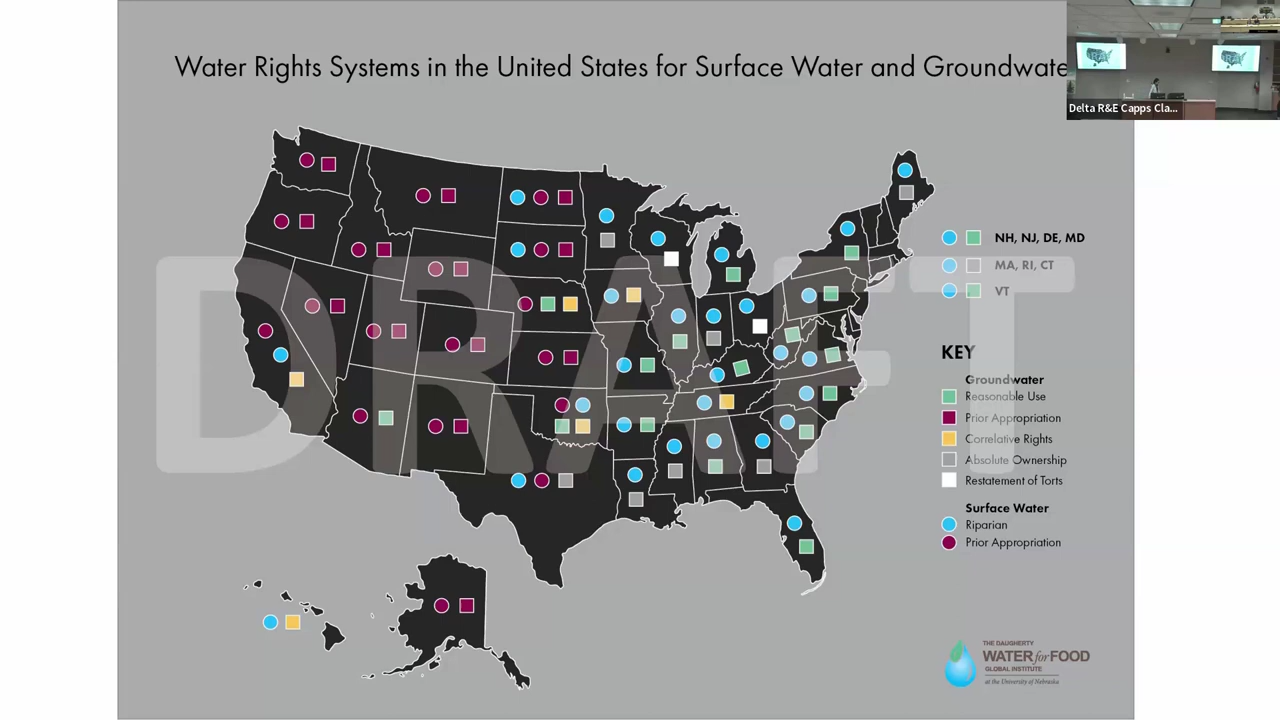 Water Rights Systems in the United States for Surface Water and Groundwate
Delta R&E Capps Cla...
DRAFT
NH, NJ, DE, MD
MA, RI, CT
VT
KEY
Groundwater
Reasonable Use
Prior Appropriation
Correlative Rights
Absolute Ownership
Restatement of Torts
Surface Water
Riparian
Prior Appropriation
THE DAUGHERTY
WATER for FOOD
GLOBAL INSTITUTE
at the University of Nebraska